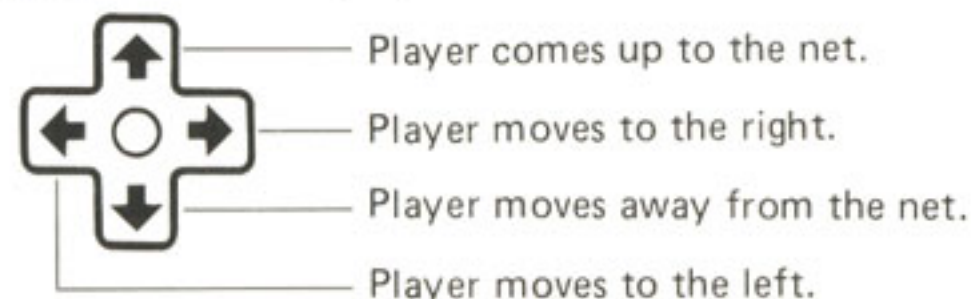 Player comes up to the net.
Player moves to the right.
Player moves away from the net.
Player moves to the left.